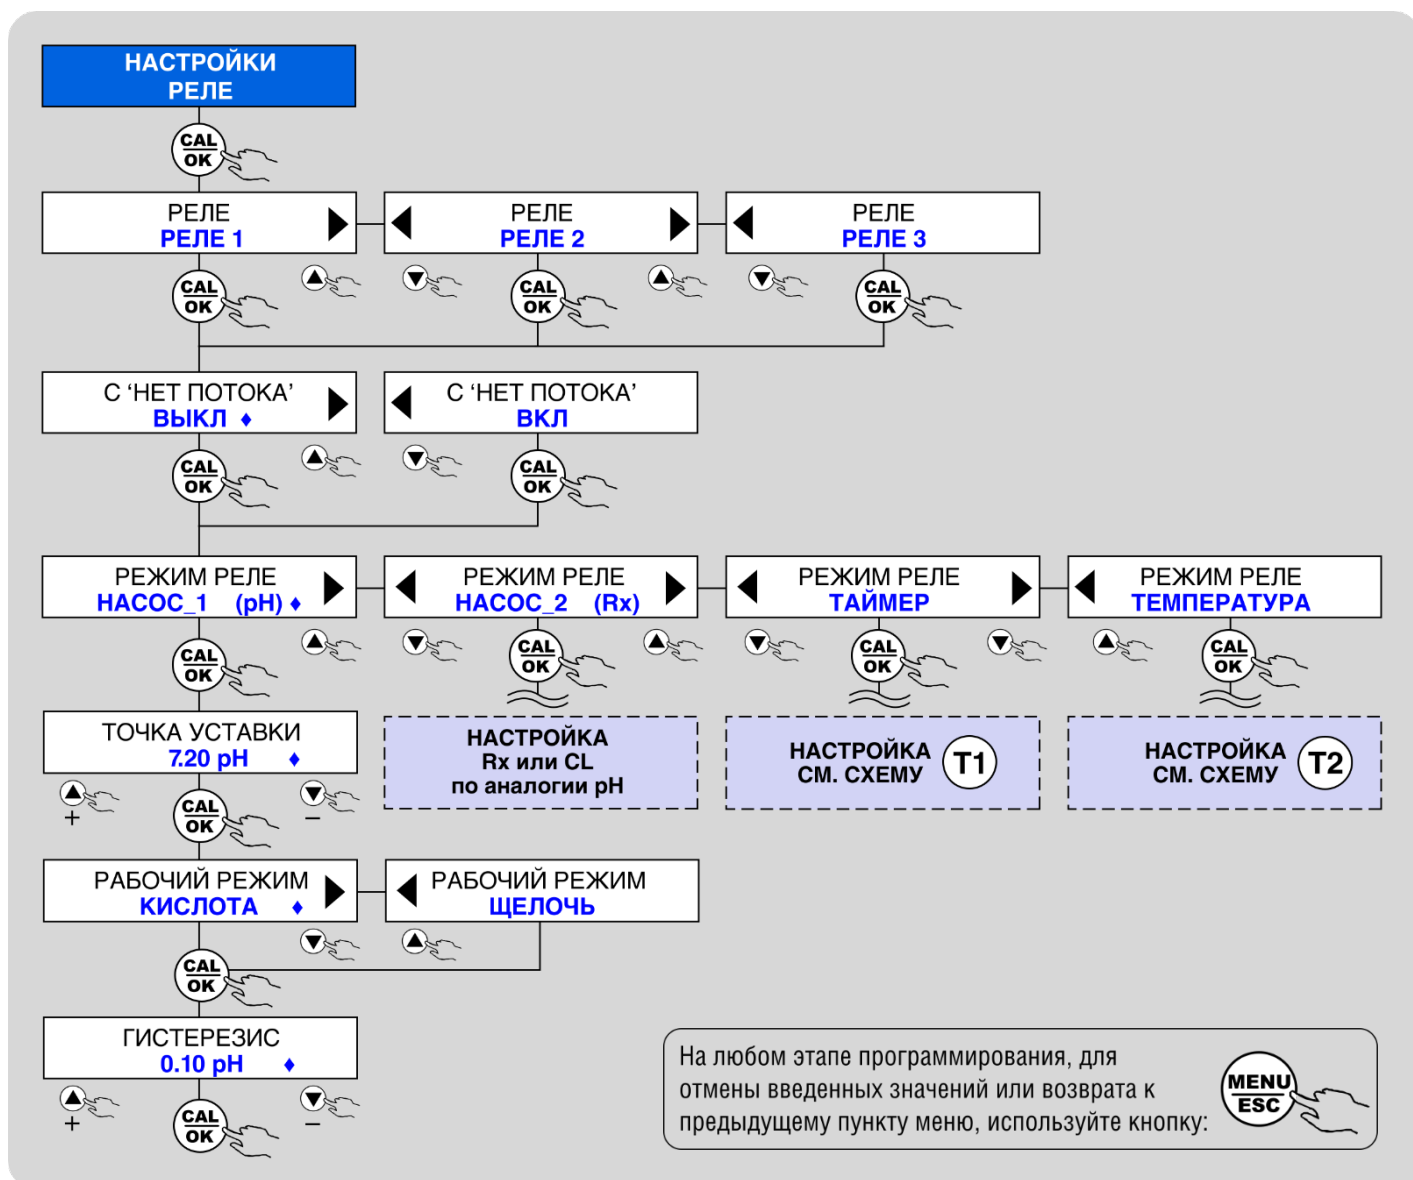 НАСТРОЙКИ
РЕЛЕ
CAL
OK
РЕЛЕ
РЕЛЕ 1
РЕЛЕ
РЕЛЕ 2
РЕЛЕ
РЕЛЕ 3
CAL
OK
CAL
OK
CAL
OK
С ‘НЕТ ПОТОКА’
ВЫКЛ ♦
С ‘НЕТ ПОТОКА’
ВКЛ
CAL
OK
CAL
OK
РЕЖИМ РЕЛЕ
НАСОС_1 (pH) ♦
РЕЖИМ РЕЛЕ
НАСОС_2 (Rx)
РЕЖИМ РЕЛЕ
ТАЙМЕР
РЕЖИМ РЕЛЕ
ТЕМПЕРАТУРА
CAL
OK
CAL
OK
CAL
OK
CAL
OK
ТОЧКА УСТАВКИ
7.20 pH ♦
НАСТРОЙКА
Rx или CL
по аналогии pH
НАСТРОЙКА
СМ. СХЕМУ T1
НАСТРОЙКА
СМ. СХЕМУ T2
+
CAL
OK
–
РАБОЧИЙ РЕЖИМ
КИСЛОТА ♦
РАБОЧИЙ РЕЖИМ
ЩЕЛОЧЬ
CAL
OK
ГИСТЕРЕЗИС
0.10 pH ♦
+
CAL
OK
–
На любом этапе программирования, для
отмены введенных значений или возврата к
предыдущему пункту меню, используйте кнопку:
MENU
ESC